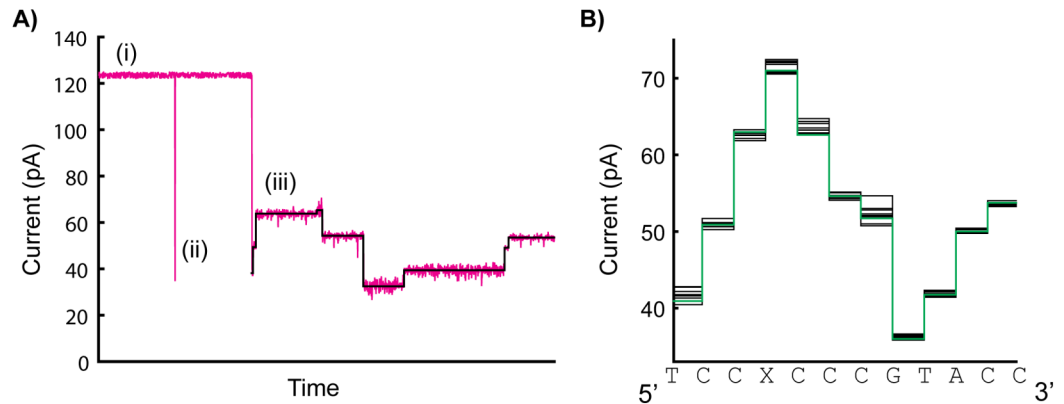 A)
Current (pA)
140
120
100
80
60
40
20
0
(i)
(ii)
(iii)
Time
B)
Current (pA)
70
60
50
40
5' T C C X C C C G T A C C 3'